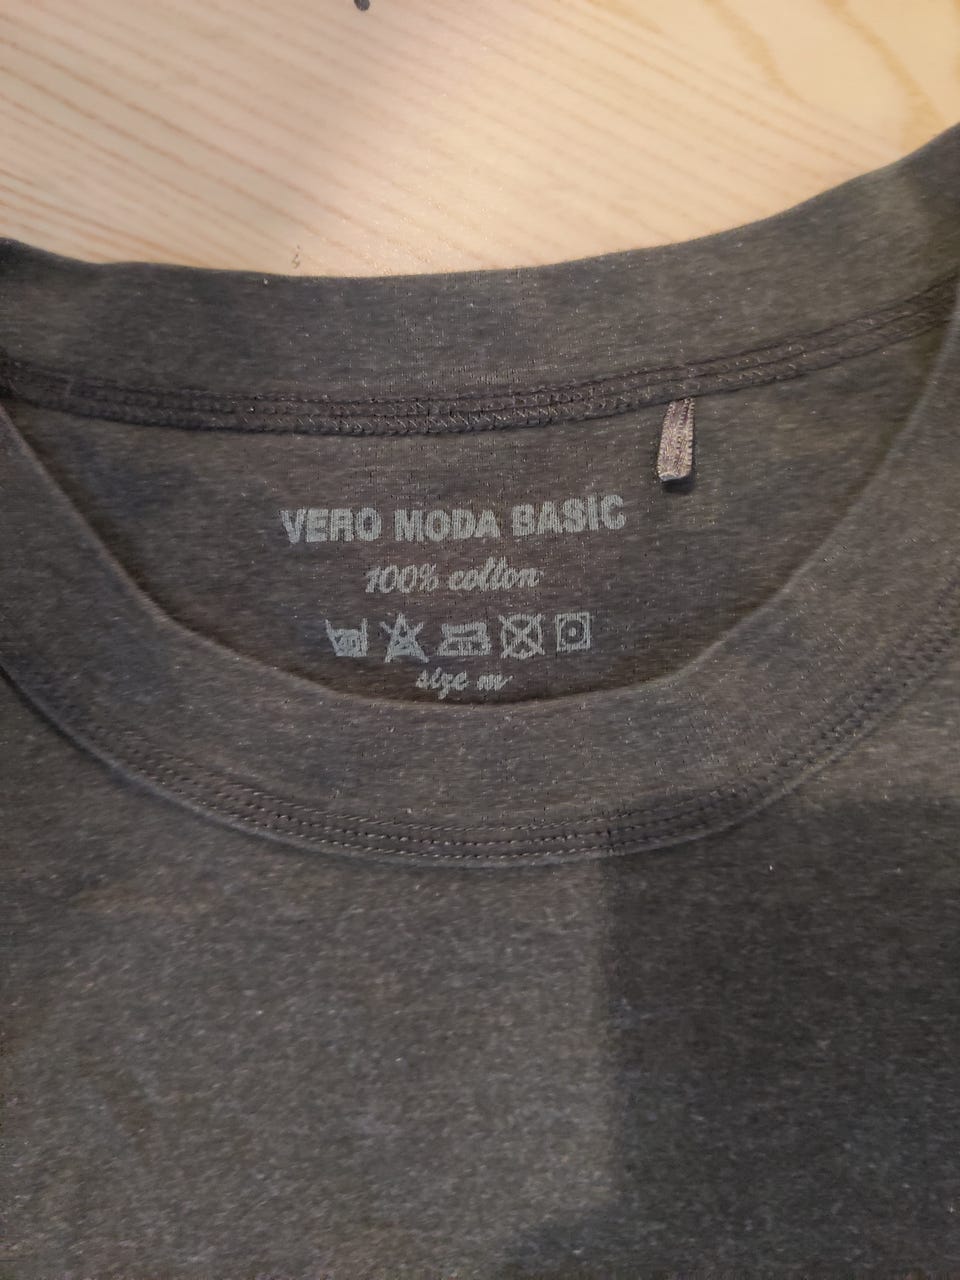 VERO MODA BASIC
100% cotton
size m